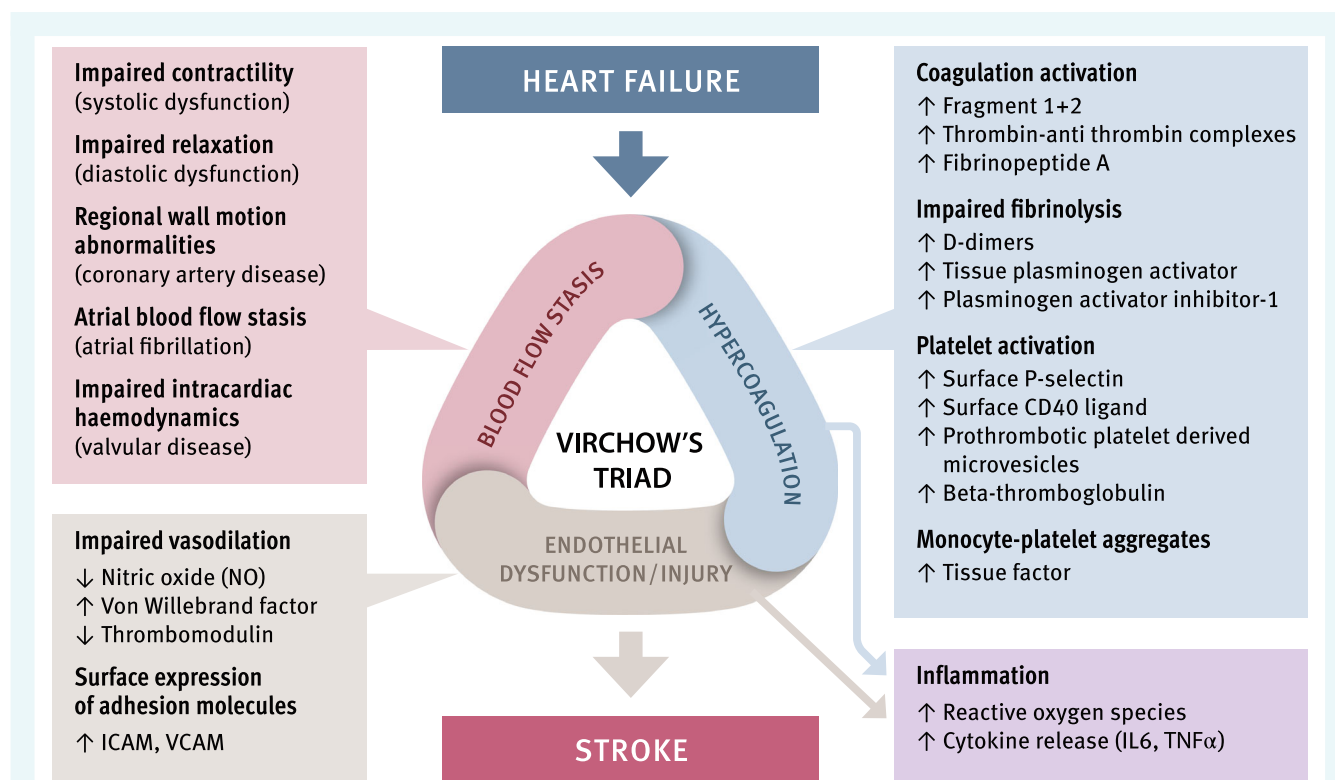 HEART FAILURE
Impaired contractility
(systolic dysfunction)
Impaired relaxation
(diastolic dysfunction)
Regional wall motion
abnormalities
(coronary artery disease)
Atrial blood flow stasis
(atrial fibrillation)
Impaired intracardiac
haemodynamics
(valvular disease)
Impaired vasodilation
↓ Nitric oxide (NO)
↑ Von Willebrand factor
↓ Thrombomodulin
Surface expression
of adhesion molecules
↑ ICAM, VCAM
BLOOD FLOW STASIS
HYPERCOAGULATION
VIRCHOW'S
TRIAD
ENDOTHELIAL
DYSFUNCTION/INJURY
STROKE
Coagulation activation
↑ Fragment 1+2
↑ Thrombin-anti thrombin complexes
↑ Fibrinopeptide A
Impaired fibrinolysis
↑ D-dimers
↑ Tissue plasminogen activator
↑ Plasminogen activator inhibitor-1
Platelet activation
↑ Surface P-selectin
↑ Surface CD40 ligand
↑ Prothrombotic platelet derived
microvesicles
↑ Beta-thromboglobulin
Monocyte-platelet aggregates
↑ Tissue factor
Inflammation
↑ Reactive oxygen species
↑ Cytokine release (IL6, TNFα)